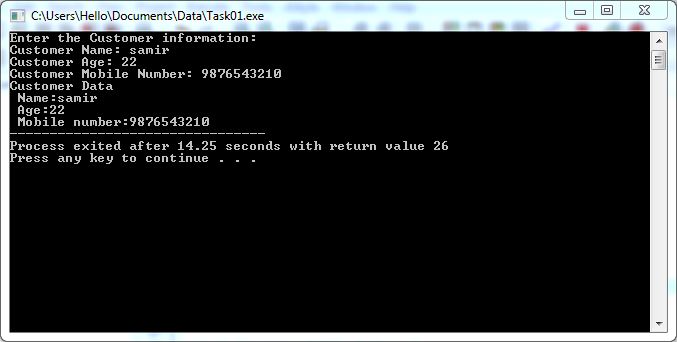 C:\Users\Hello\Documents\Data\Task01.exe
Enter the Customer information:
Customer Name: samir
Customer Age: 22
Customer Mobile Number: 9876543210
Customer Data
 Name:samir
 Age:22
 Mobile number:9876543210
--------------------------------
Process exited after 14.25 seconds with return value 26
Press any key to continue . . .